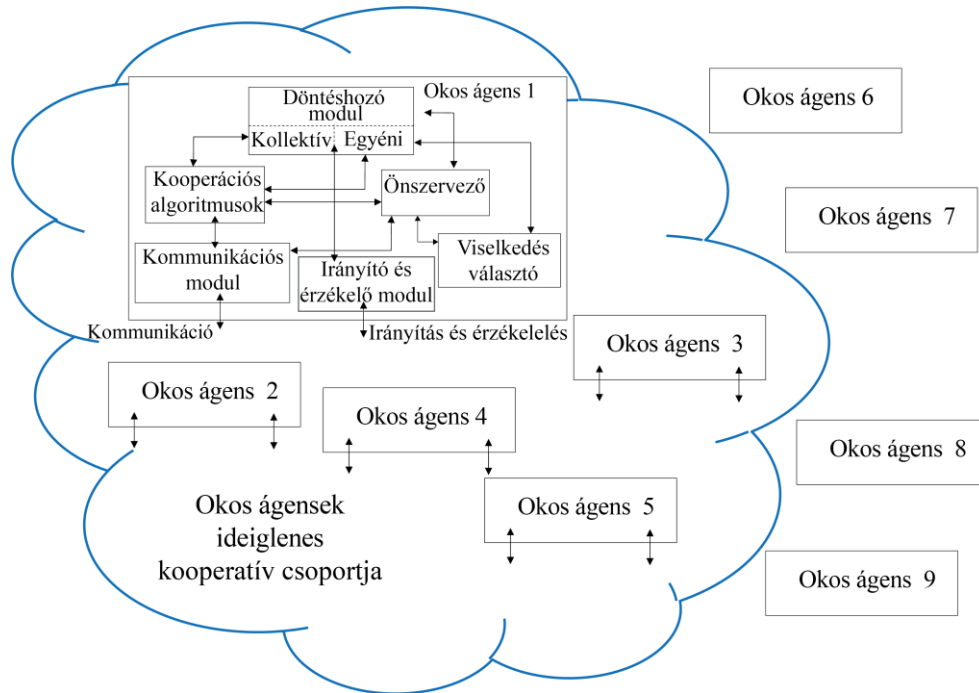 Okos ágens 1
Döntéshozó
modul
Kollektív
Egyéni
Kooperációs
algoritmusok
Önszervező
Kommunikációs
modul
Irányító és
érzékelő modul
Viselkedés
választó
Kommunikáció
Irányítás és érzékelelés
Okos ágens 6
Okos ágens 7
Okos ágens 3
Okos ágens 2
Okos ágens 4
Okos ágens 8
Okos ágens 5
Okos ágensek
ideiglenes
kooperatív csoportja
Okos ágens 9